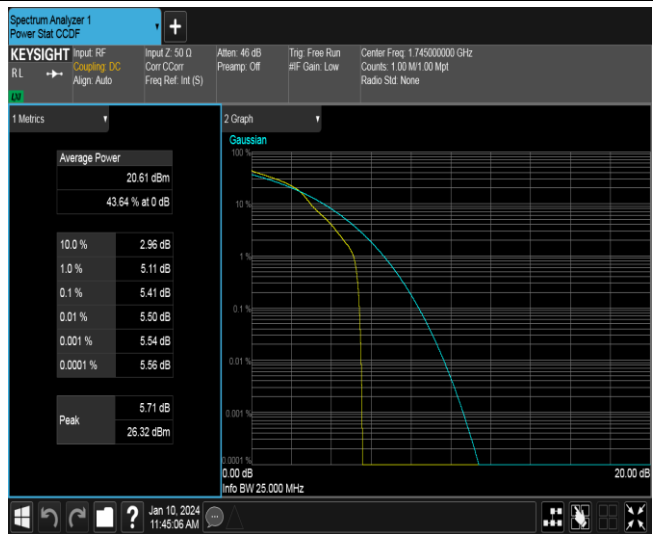 Spectrum Analyzer 1
Power Stat CCDF
+
KEYSIGHT
RL
Input: RF
Coupling: DC
Align: Auto
Input Z: 50 Ω
Corr CCorr
Freq Ref: Int (S)
Atten: 46 dB
Preamp: Off
Trig: Free Run
#IF Gain: Low
Center Freq: 1.745000000 GHz
Counts: 1.00 M/1.00 Mpt
Radio Std: None
1 Metrics
Average Power
20.61 dBm
43.64 % at 0 dB
10.0 % 2.96 dB
1.0 % 5.11 dB
0.1 % 5.41 dB
0.01 % 5.50 dB
0.001 % 5.54 dB
0.0001 % 5.56 dB
Peak
5.71 dB
26.32 dBm
2 Graph
Gaussian
100 %
10 %
1 %
0.1 %
0.01 %
0.001 %
0.0001 %
0.00 dB 20.00 dB
Info BW 25.000 MHz
?
Jan 10, 2024
11:45:06 AM